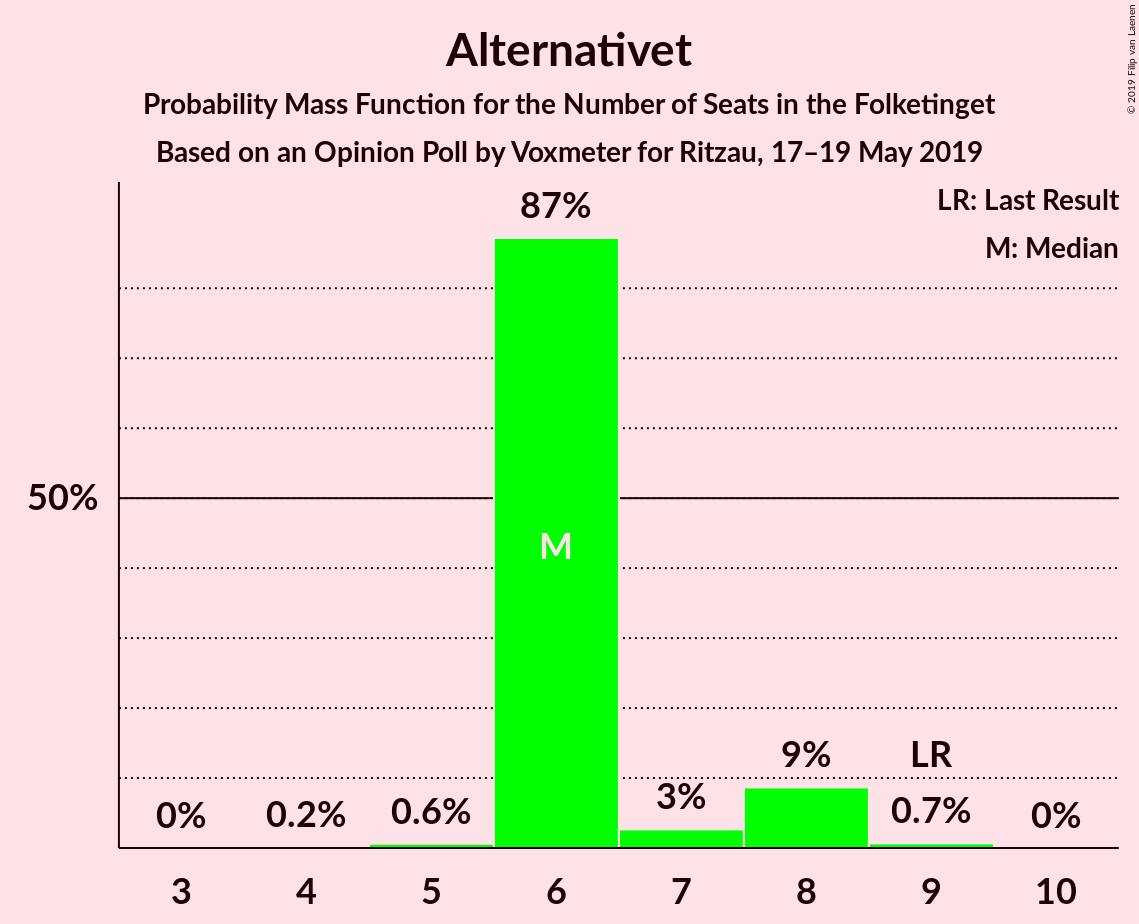 Alternativet
Probability Mass Function for the Number of Seats in the Folketinget
Based on an Opinion Poll by Voxmeter for Ritzau, 17–19 May 2019
© 2019 Filip van Laenen
LR: Last Result
M: Median
87%
50%
M
9%
LR
0%
0.2%
0.6%
3%
0.7%
0%
3 4 5 6 7 8 9 10